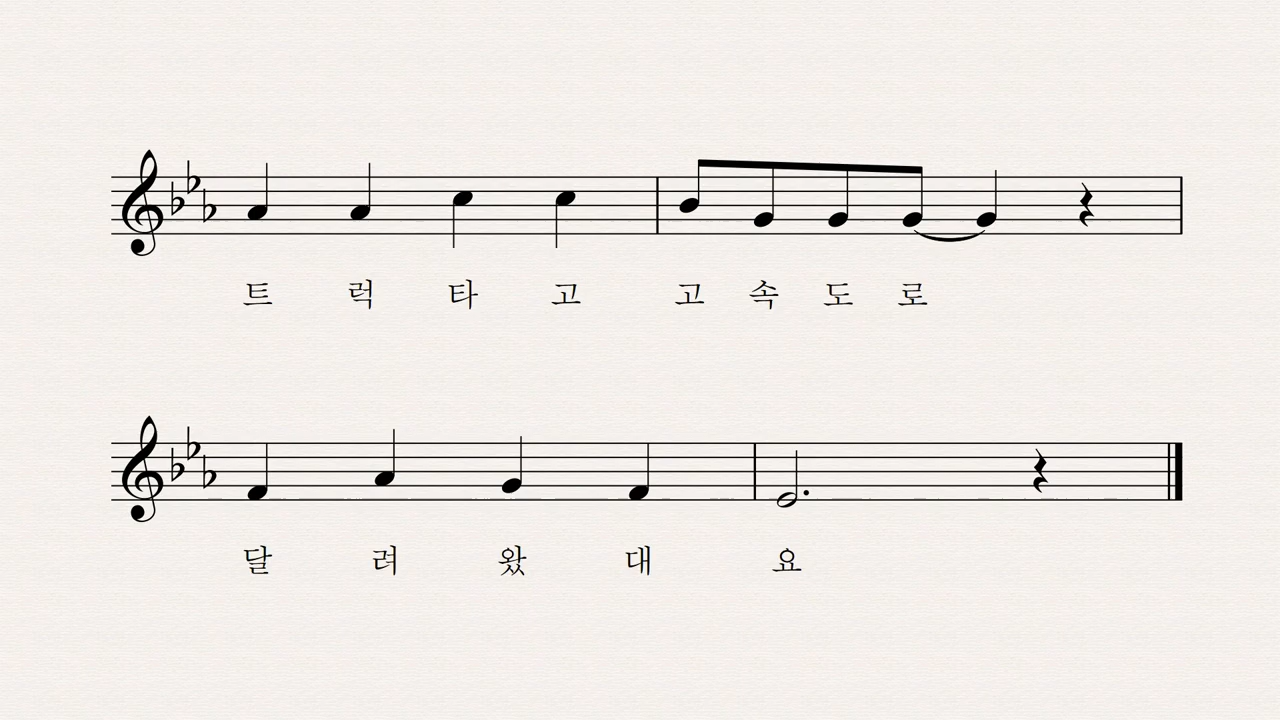 트 럭 타 고 고 속 도 로
달 려 왔 대 요